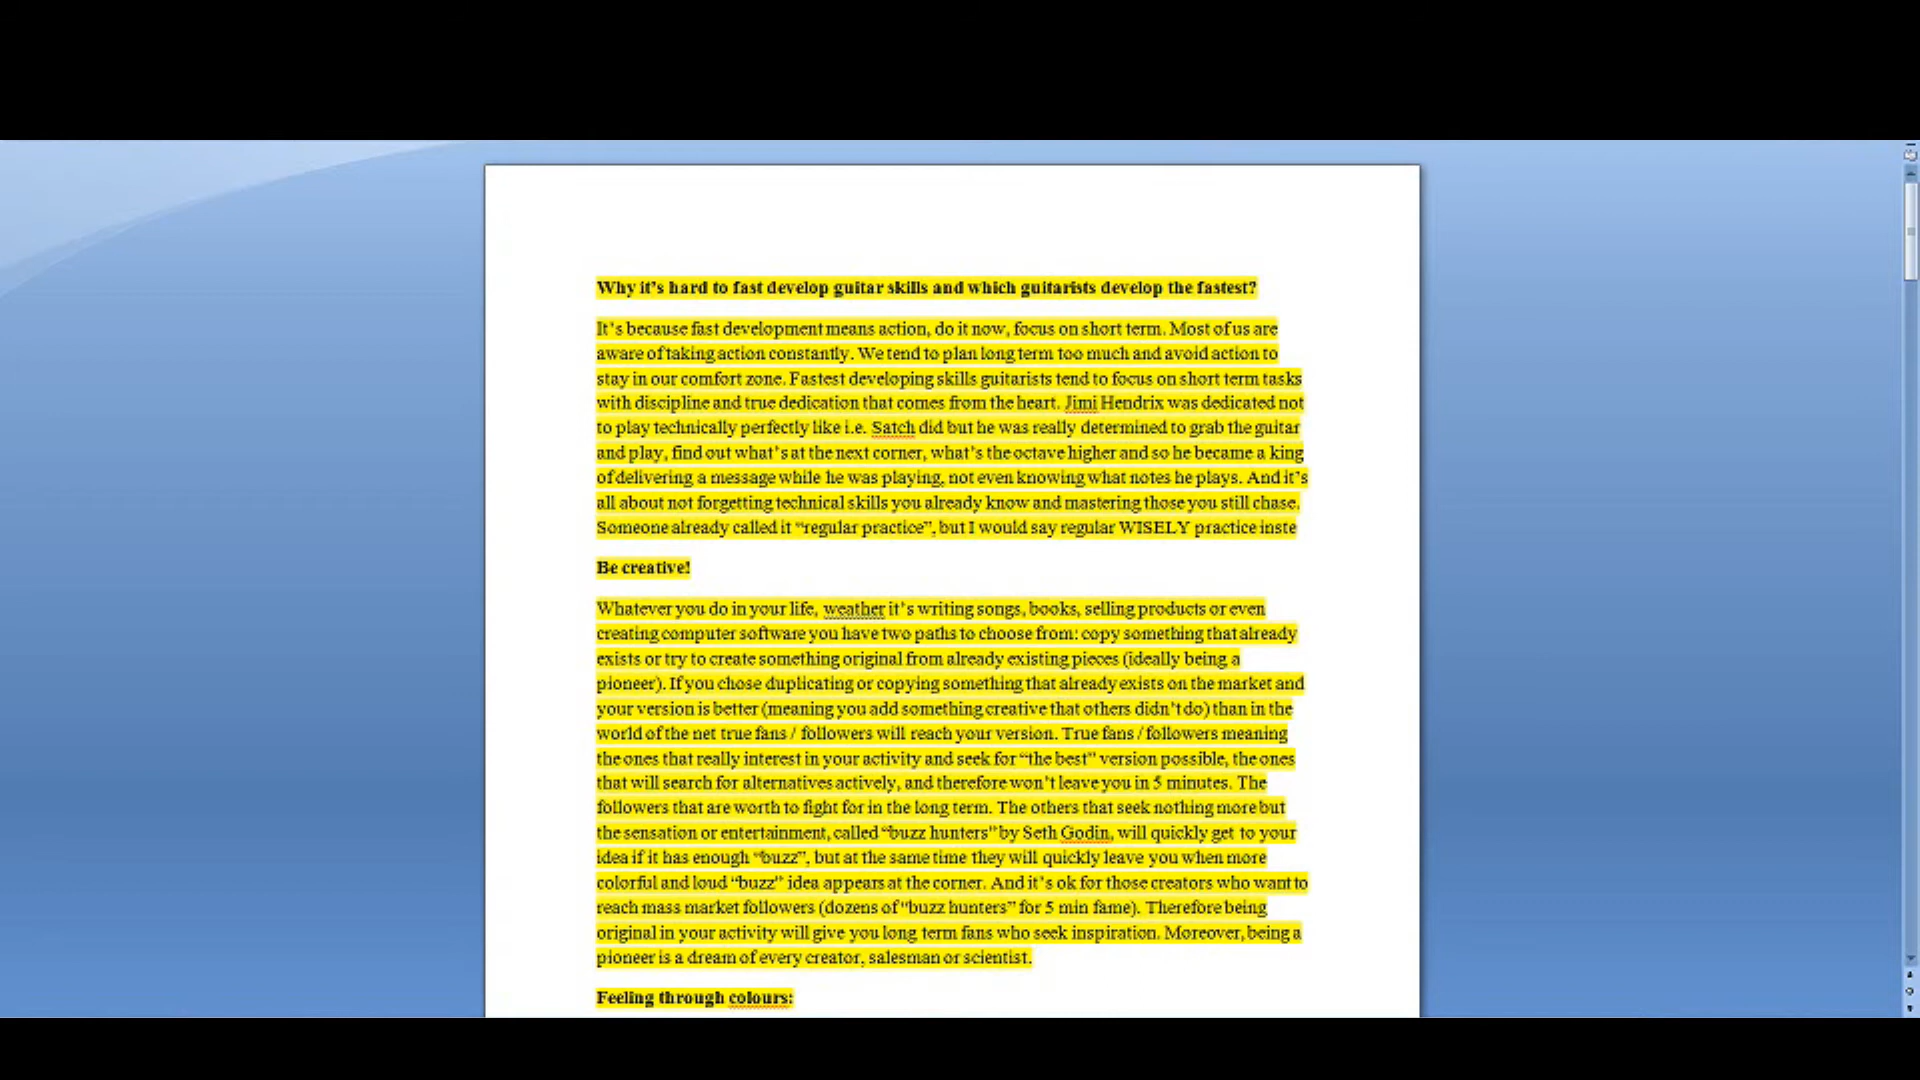 Why it's hard to fast develop guitar skills and which guitarists develop the fastest?
It's because fast development means action, do it now, focus on short term. Most of us are
aware of taking action constantly. We tend to plan long term too much and avoid action to
stay in our comfort zone. Fastest developing skills guitarists tend to focus on short term tasks
with discipline and true dedication that comes from the heart. Jimi Hendrix was dedicated not
to play technically perfectly like i.e. Satch did but he was really determined to grab the guitar
and play, find out what's at the next corner, what's the octave higher and so he became a king
of delivering a message while he was playing, not even knowing what notes he plays. And it's
all about not forgetting technical skills you already know and mastering those you still chase.
Someone already called it “regular practice”, but I would say regular WISELY practice inste
Be creative!
Whatever you do in your life, weather it's writing songs, books, selling products or even
creating computer software you have two paths to choose from: copy something that already
exists or try to create something original from already existing pieces (ideally being a
pioneer). If you chose duplicating or copying something that already exists on the market and
your version is better (meaning you add something creative that others didn't do) than in the
world of the net true fans / followers will reach your version. True fans / followers meaning
the ones that really interest in your activity and seek for “the best” version possible, the ones
that will search for alternatives actively, and therefore won't leave you in 5 minutes. The
followers that are worth to fight for in the long term. The others that seek nothing more but
the sensation or entertainment, called “buzz hunters” by Seth Godin, will quickly get to your
idea if it has enough “buzz”, but at the same time they will quickly leave you when more
colorful and loud “buzz” idea appears at the corner. And it's ok for those creators who want to
reach mass market followers (dozens of “buzz hunters” for 5 min fame). Therefore being
original in your activity will give you long term fans who seek inspiration. Moreover, being a
pioneer is a dream of every creator, salesman or scientist.
Feeling through colours: